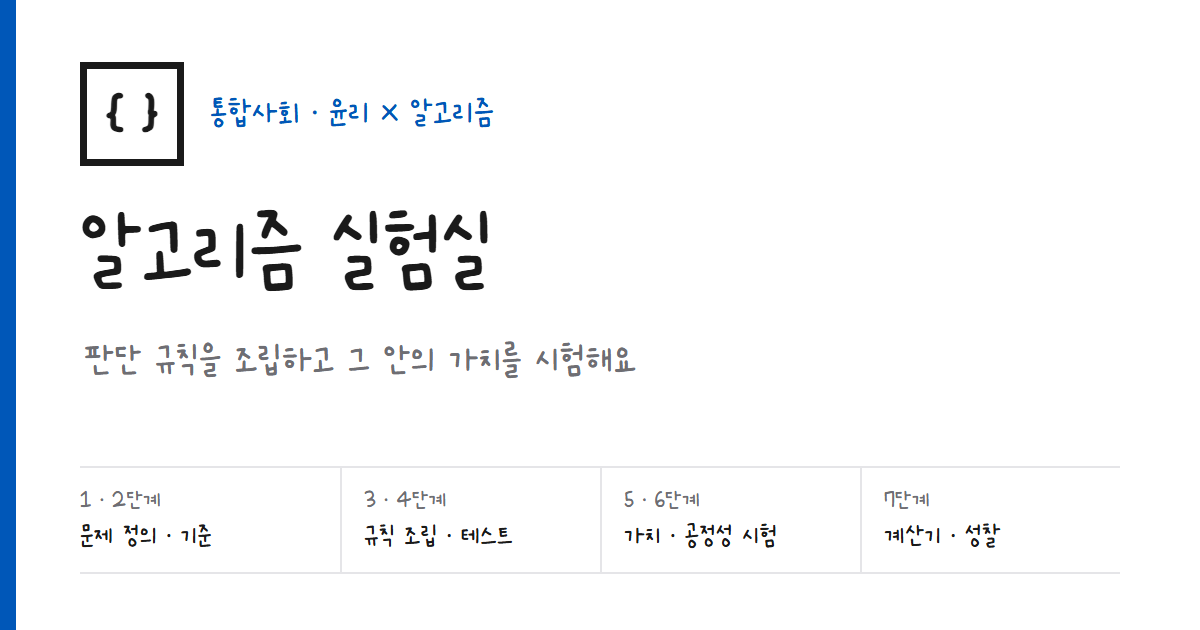 { }
통합사회 · 윤리 × 알고리즘
알고리즘 실험실
판단 규칙을 조립하고 그 안의 가치를 시험해요
1 · 2단계
문제 정의 · 기준
3 · 4단계
규칙 조립 · 테스트
5 · 6단계
가치 · 공정성 시험
7단계
계산기 · 성찰